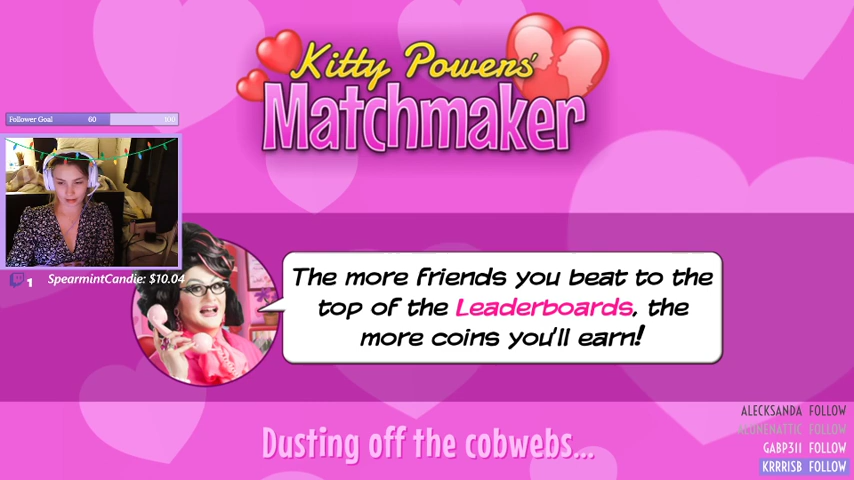 Kitty Powers'
Matchmaker
Follower Goal 60 100
1 SpearmintCandie: $10.04
The more friends you beat to the
top of the Leaderboards, the
more coins you'll earn!
Dusting off the cobwebs...
ALECKSANDA FOLLOW
FOLLOW
GABP311 FOLLOW
KRRRISB FOLLOW